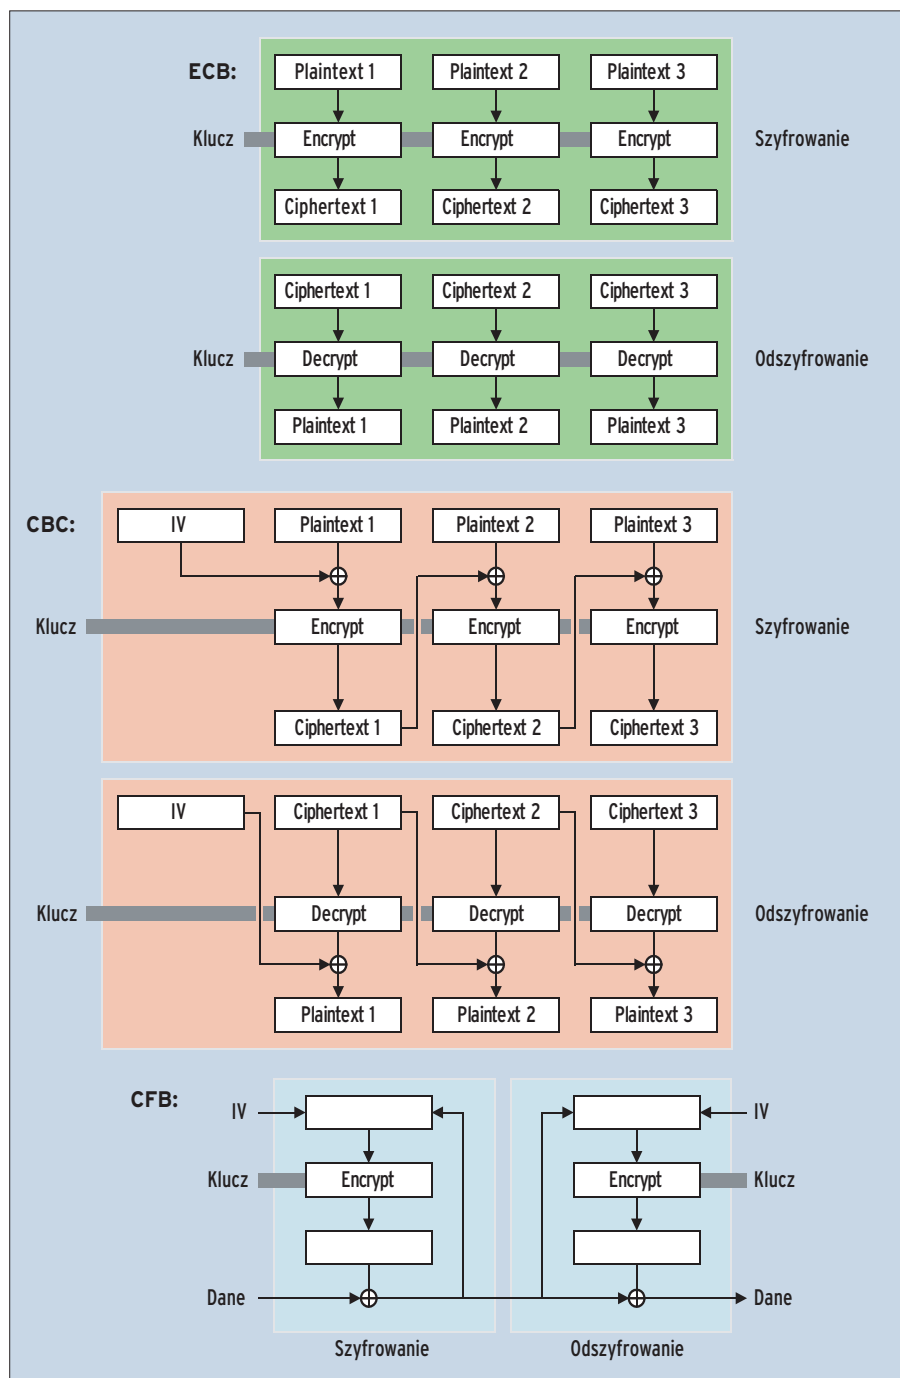 ECB:
Plaintext 1 Plaintext 2 Plaintext 3
Klucz Encrypt Encrypt Encrypt Szyfrowanie
Ciphertext 1 Ciphertext 2 Ciphertext 3
Ciphertext 1 Ciphertext 2 Ciphertext 3
Klucz Decrypt Decrypt Decrypt Odszyfrowanie
Plaintext 1 Plaintext 2 Plaintext 3
CBC:
IV Plaintext 1 Plaintext 2 Plaintext 3
Klucz Encrypt Encrypt Encrypt Szyfrowanie
Ciphertext 1 Ciphertext 2 Ciphertext 3
IV Ciphertext 1 Ciphertext 2 Ciphertext 3
Klucz Decrypt Decrypt Decrypt Odszyfrowanie
Plaintext 1 Plaintext 2 Plaintext 3
CFB:
IV IV
Klucz Encrypt Encrypt Klucz
Dane Dane
Szyfrowanie Odszyfrowanie